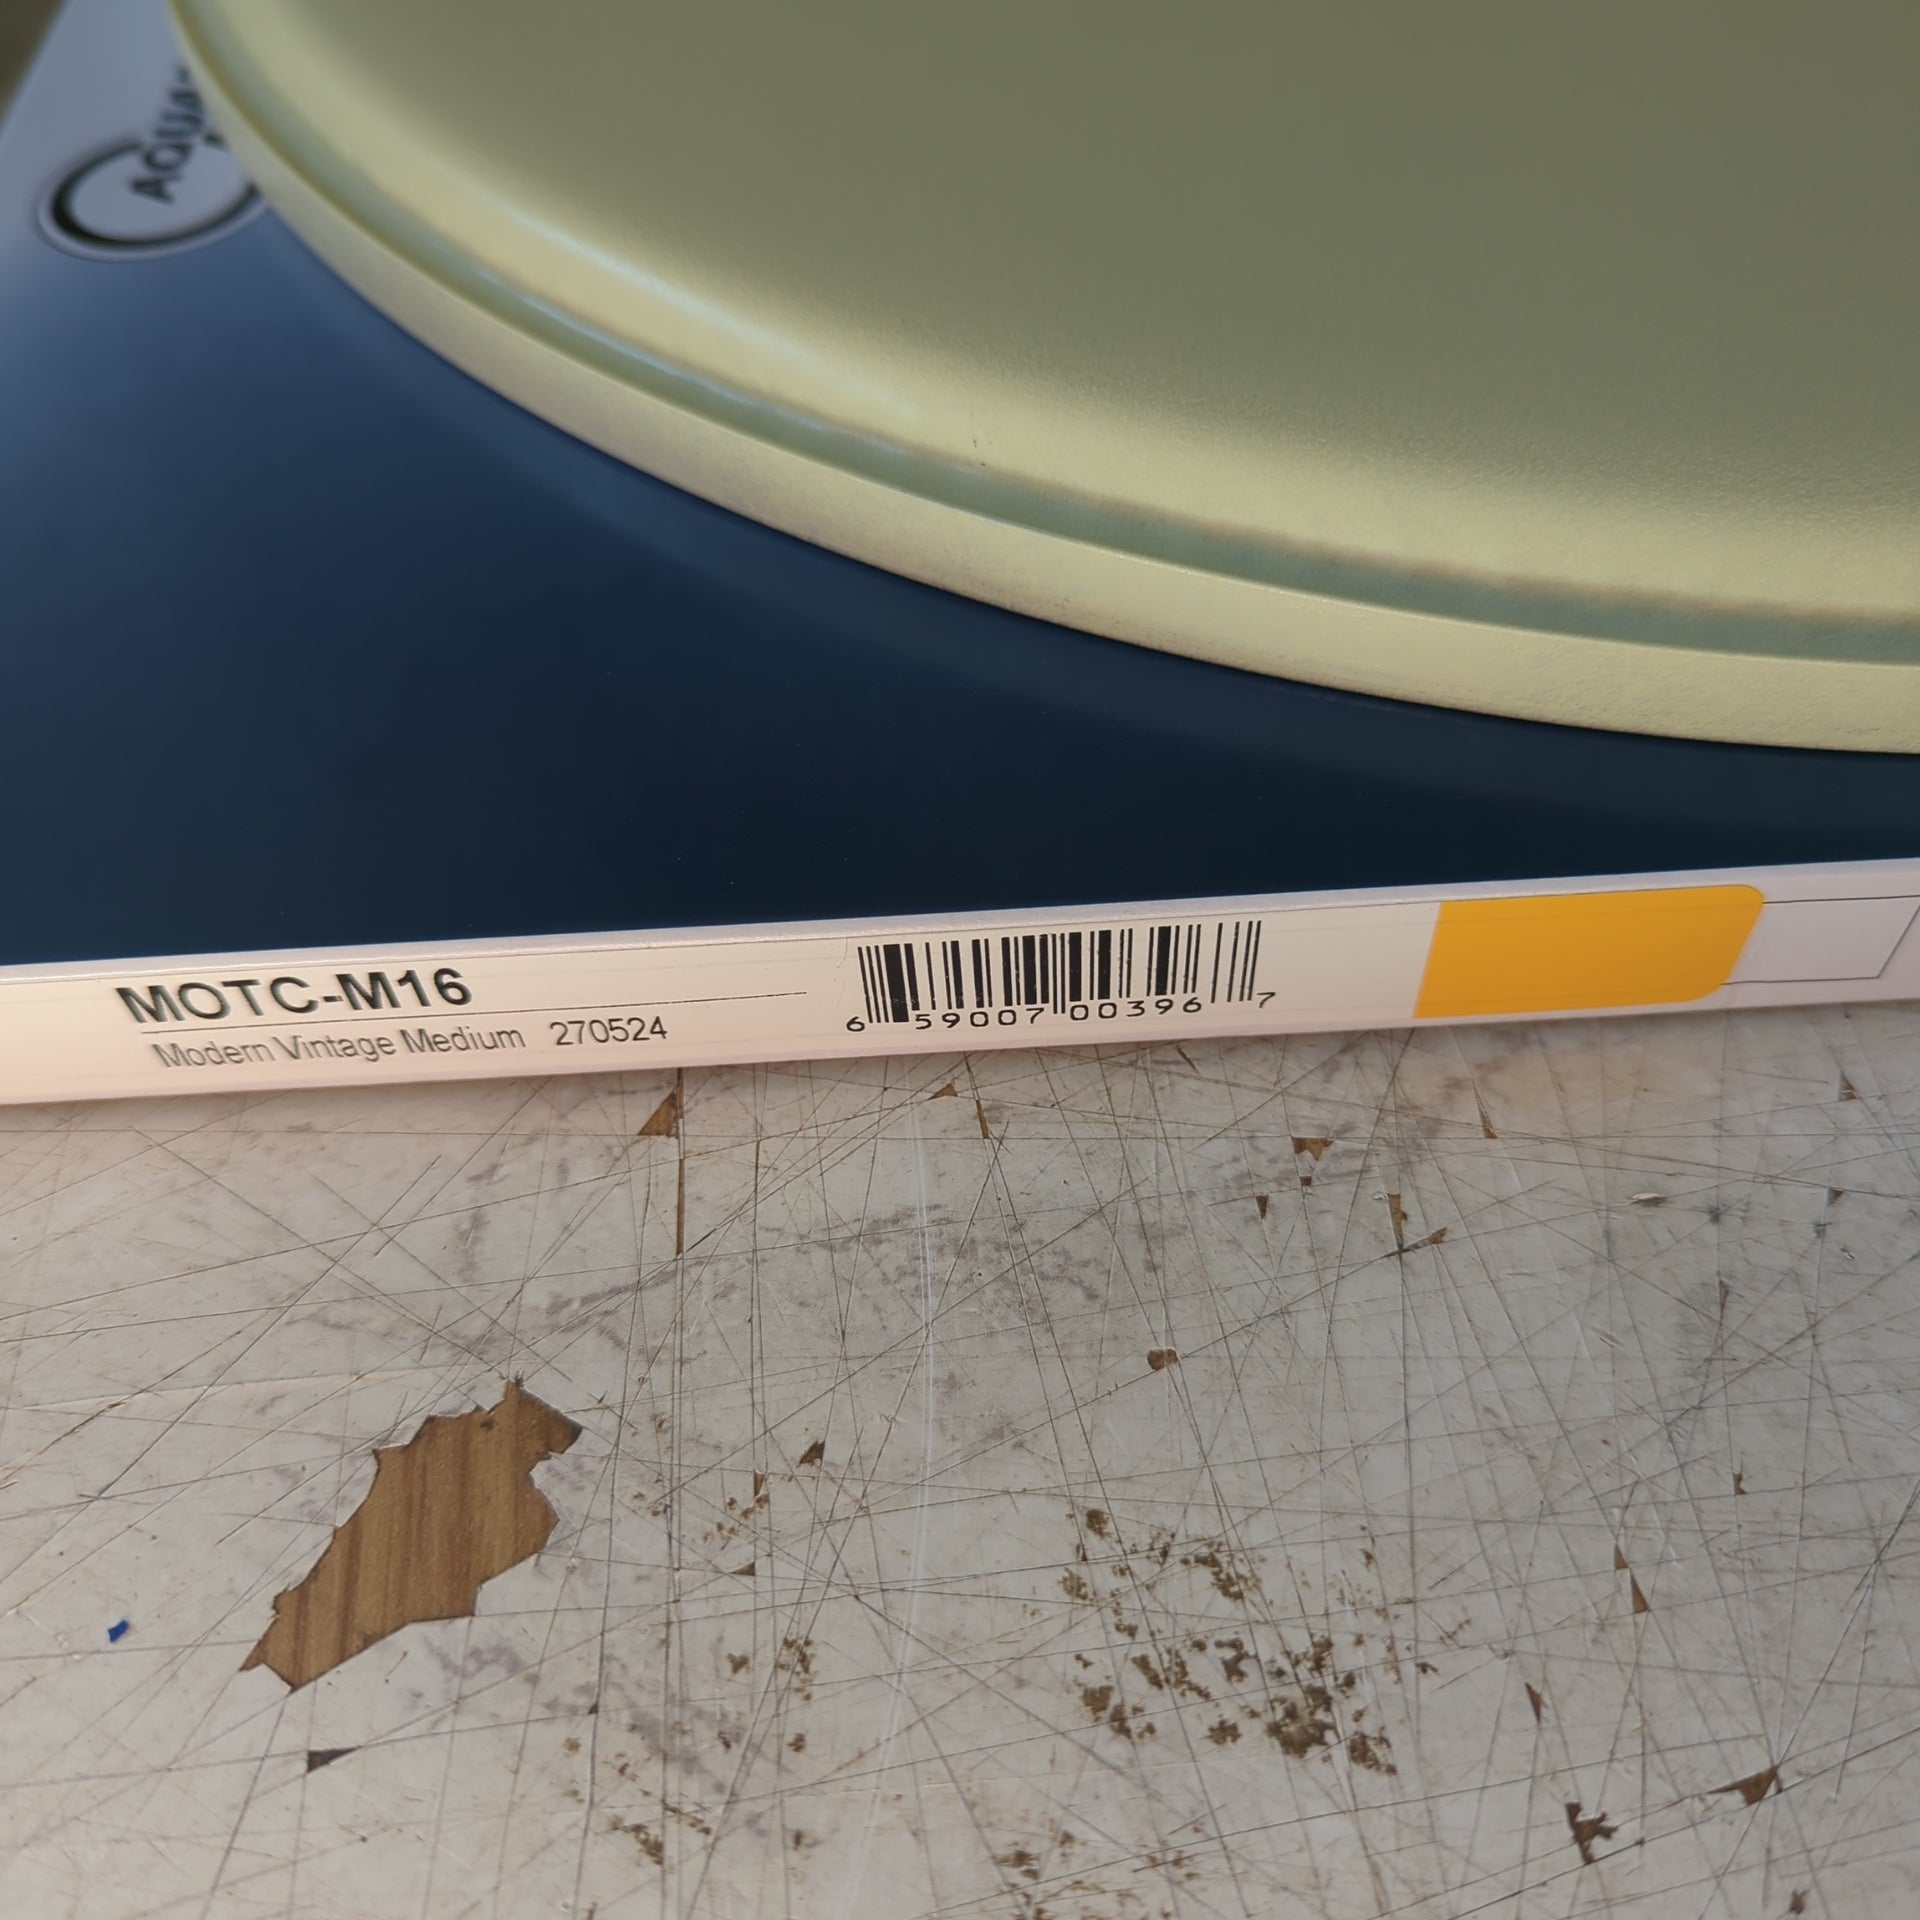 MOTC-M16
Modern Vintage Medium 270524
6 59007 00396 7